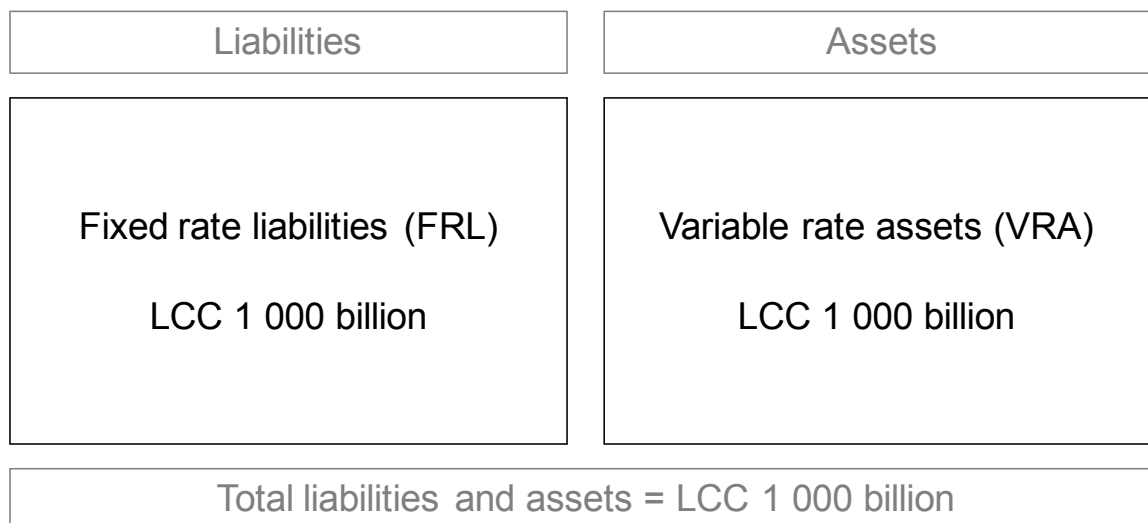 Liabilities
Assets
Fixed rate liabilities (FRL)
LCC 1 000 billion
Variable rate assets (VRA)
LCC 1 000 billion
Total liabilities and assets = LCC 1 000 billion